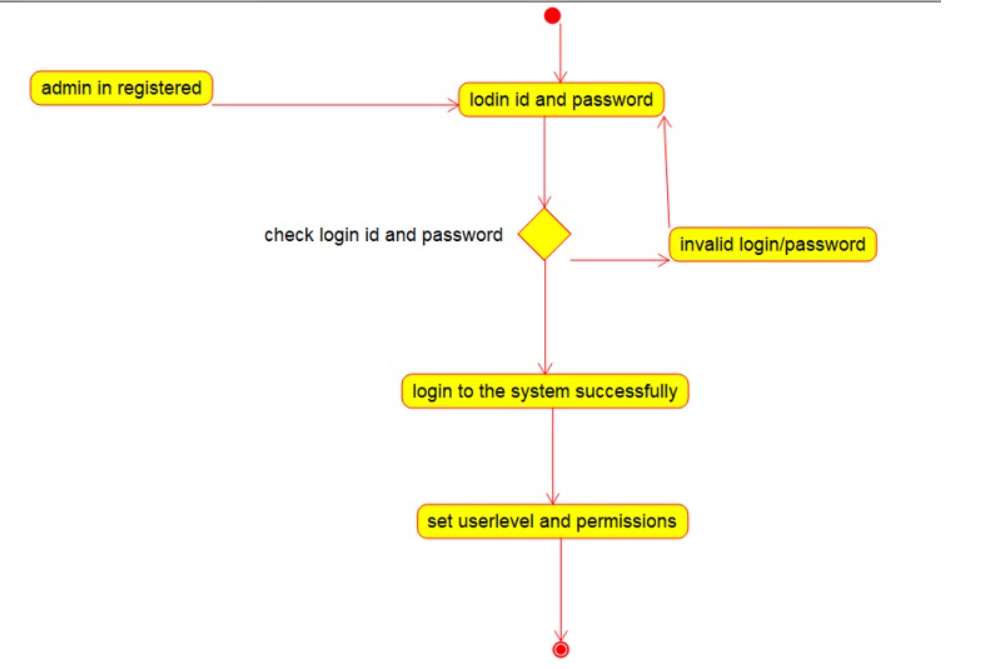 admin in registered
lodin id and password
check login id and password
invalid login/password
login to the system successfully
set userlevel and permissions